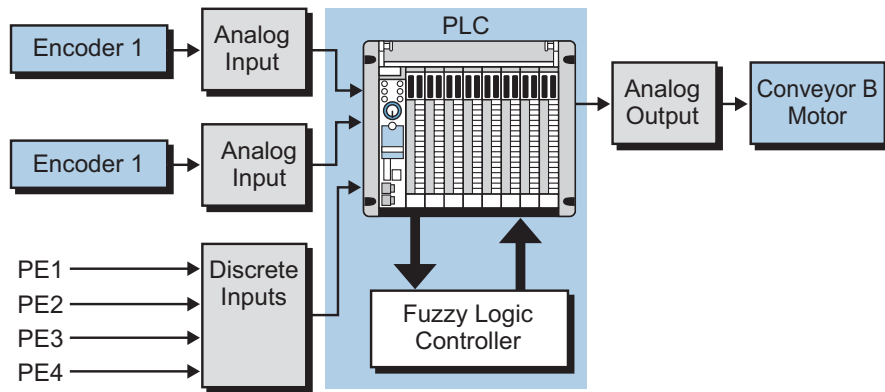 PLC
Encoder 1
Analog
Input
Analog
Output
Conveyor B
Motor
Encoder 1
Analog
Input
PE1
PE2
PE3
PE4
Discrete
Inputs
Fuzzy Logic
Controller